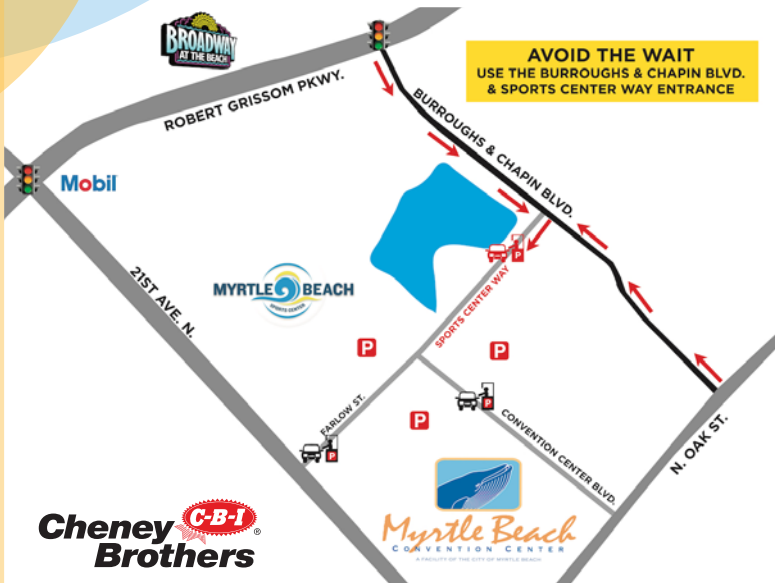 BROADWAY
AT THE BEACH
AVOID THE WAIT
USE THE BURROUGHS & CHAPIN BLVD.
& SPORTS CENTER WAY ENTRANCE
ROBERT GRISSOM PKWY.
BURROUGHS & CHAPIN BLVD.
Mobil
MYRTLE BEACH
SPORTS CENTER
21ST AVE. N.
P
SPORTS CENTER WAY
P
P
P
FARLOW ST.
P
P
P
CONVENTION CENTER BLVD.
N. OAK ST.
Myrtle Beach
CONVENTION CENTER
A FACILITY OF THE CITY OF MYRTLE BEACH
Cheney
C-B-I
®
Brothers